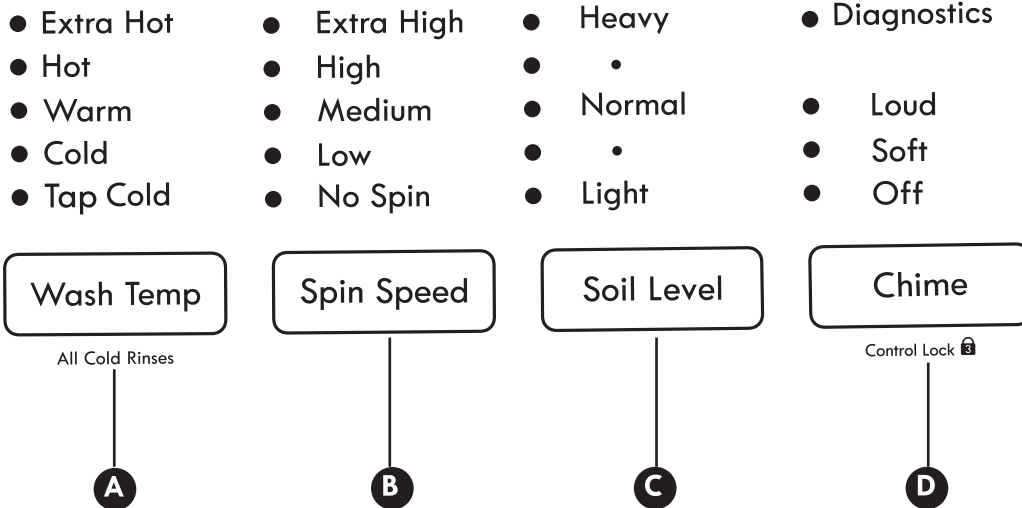 Extra Hot
Hot
Warm
Cold
Tap Cold
Wash Temp
All Cold Rinses
A
Extra High
High
Medium
Low
No Spin
Spin Speed
B
Heavy
Normal
Light
Soil Level
C
Diagnostics
Loud
Soft
Off
Chime
Control Lock 3
D